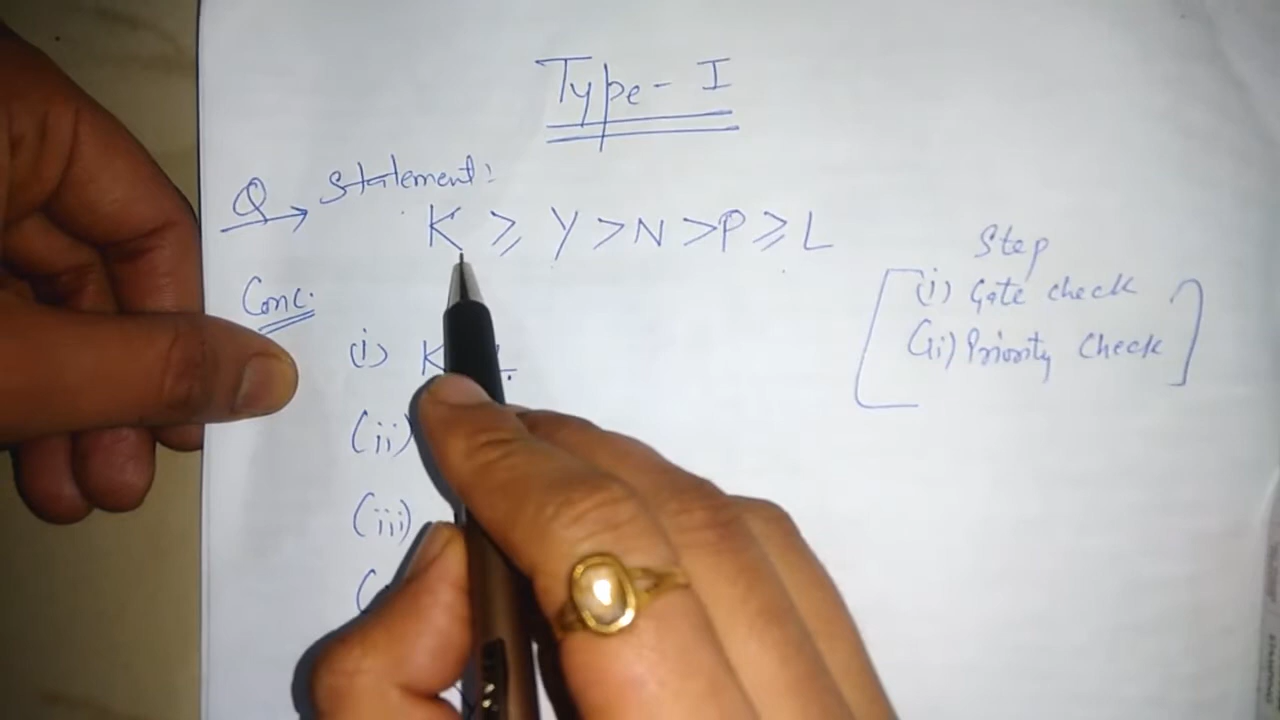 Type - I
Q → Statement:
K ≥ Y > N > P ≥ L
Conc.
(i) K
(ii)
(iii)
Step
(i) Gate check
(ii) Priority check